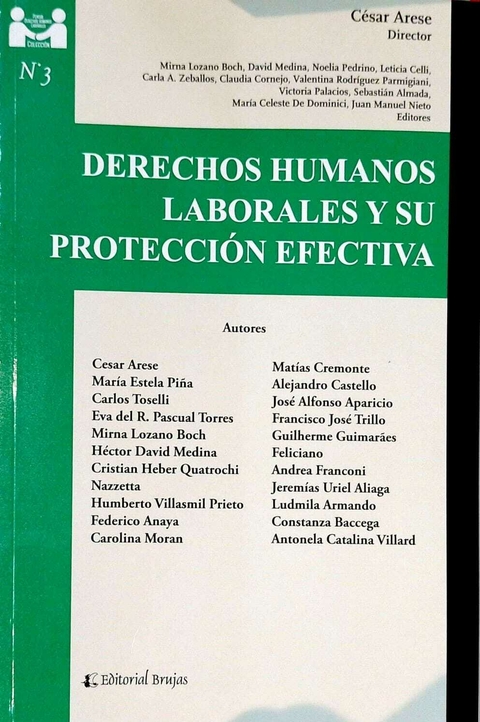 COLECCIÓN
N°3
César Arese
Director
Mirna Lozano Boch, David Medina, Noelia Pedrino, Leticia Celli,
Carla A. Zeballos, Claudia Cornejo, Valentina Rodríguez Parmigiani,
Victoria Palacios, Sebastián Almada,
María Celeste De Dominici, Juan Manuel Nieto
Editores
DERECHOS HUMANOS
LABORALES Y SU
PROTECCIÓN EFECTIVA
Autores
Cesar Arese
María Estela Piña
Carlos Toselli
Eva del R. Pascual Torres
Mirna Lozano Boch
Héctor David Medina
Cristian Heber Quatrochi
Nazzetta
Humberto Villasmil Prieto
Federico Anaya
Carolina Moran
Matías Cremonte
Alejandro Castello
José Alfonso Aparicio
Francisco José Trillo
Guilherme Guimarães
Feliciano
Andrea Franconi
Jeremías Uriel Aliaga
Ludmila Armando
Constanza Baccega
Antonela Catalina Villard
Editorial Brujas